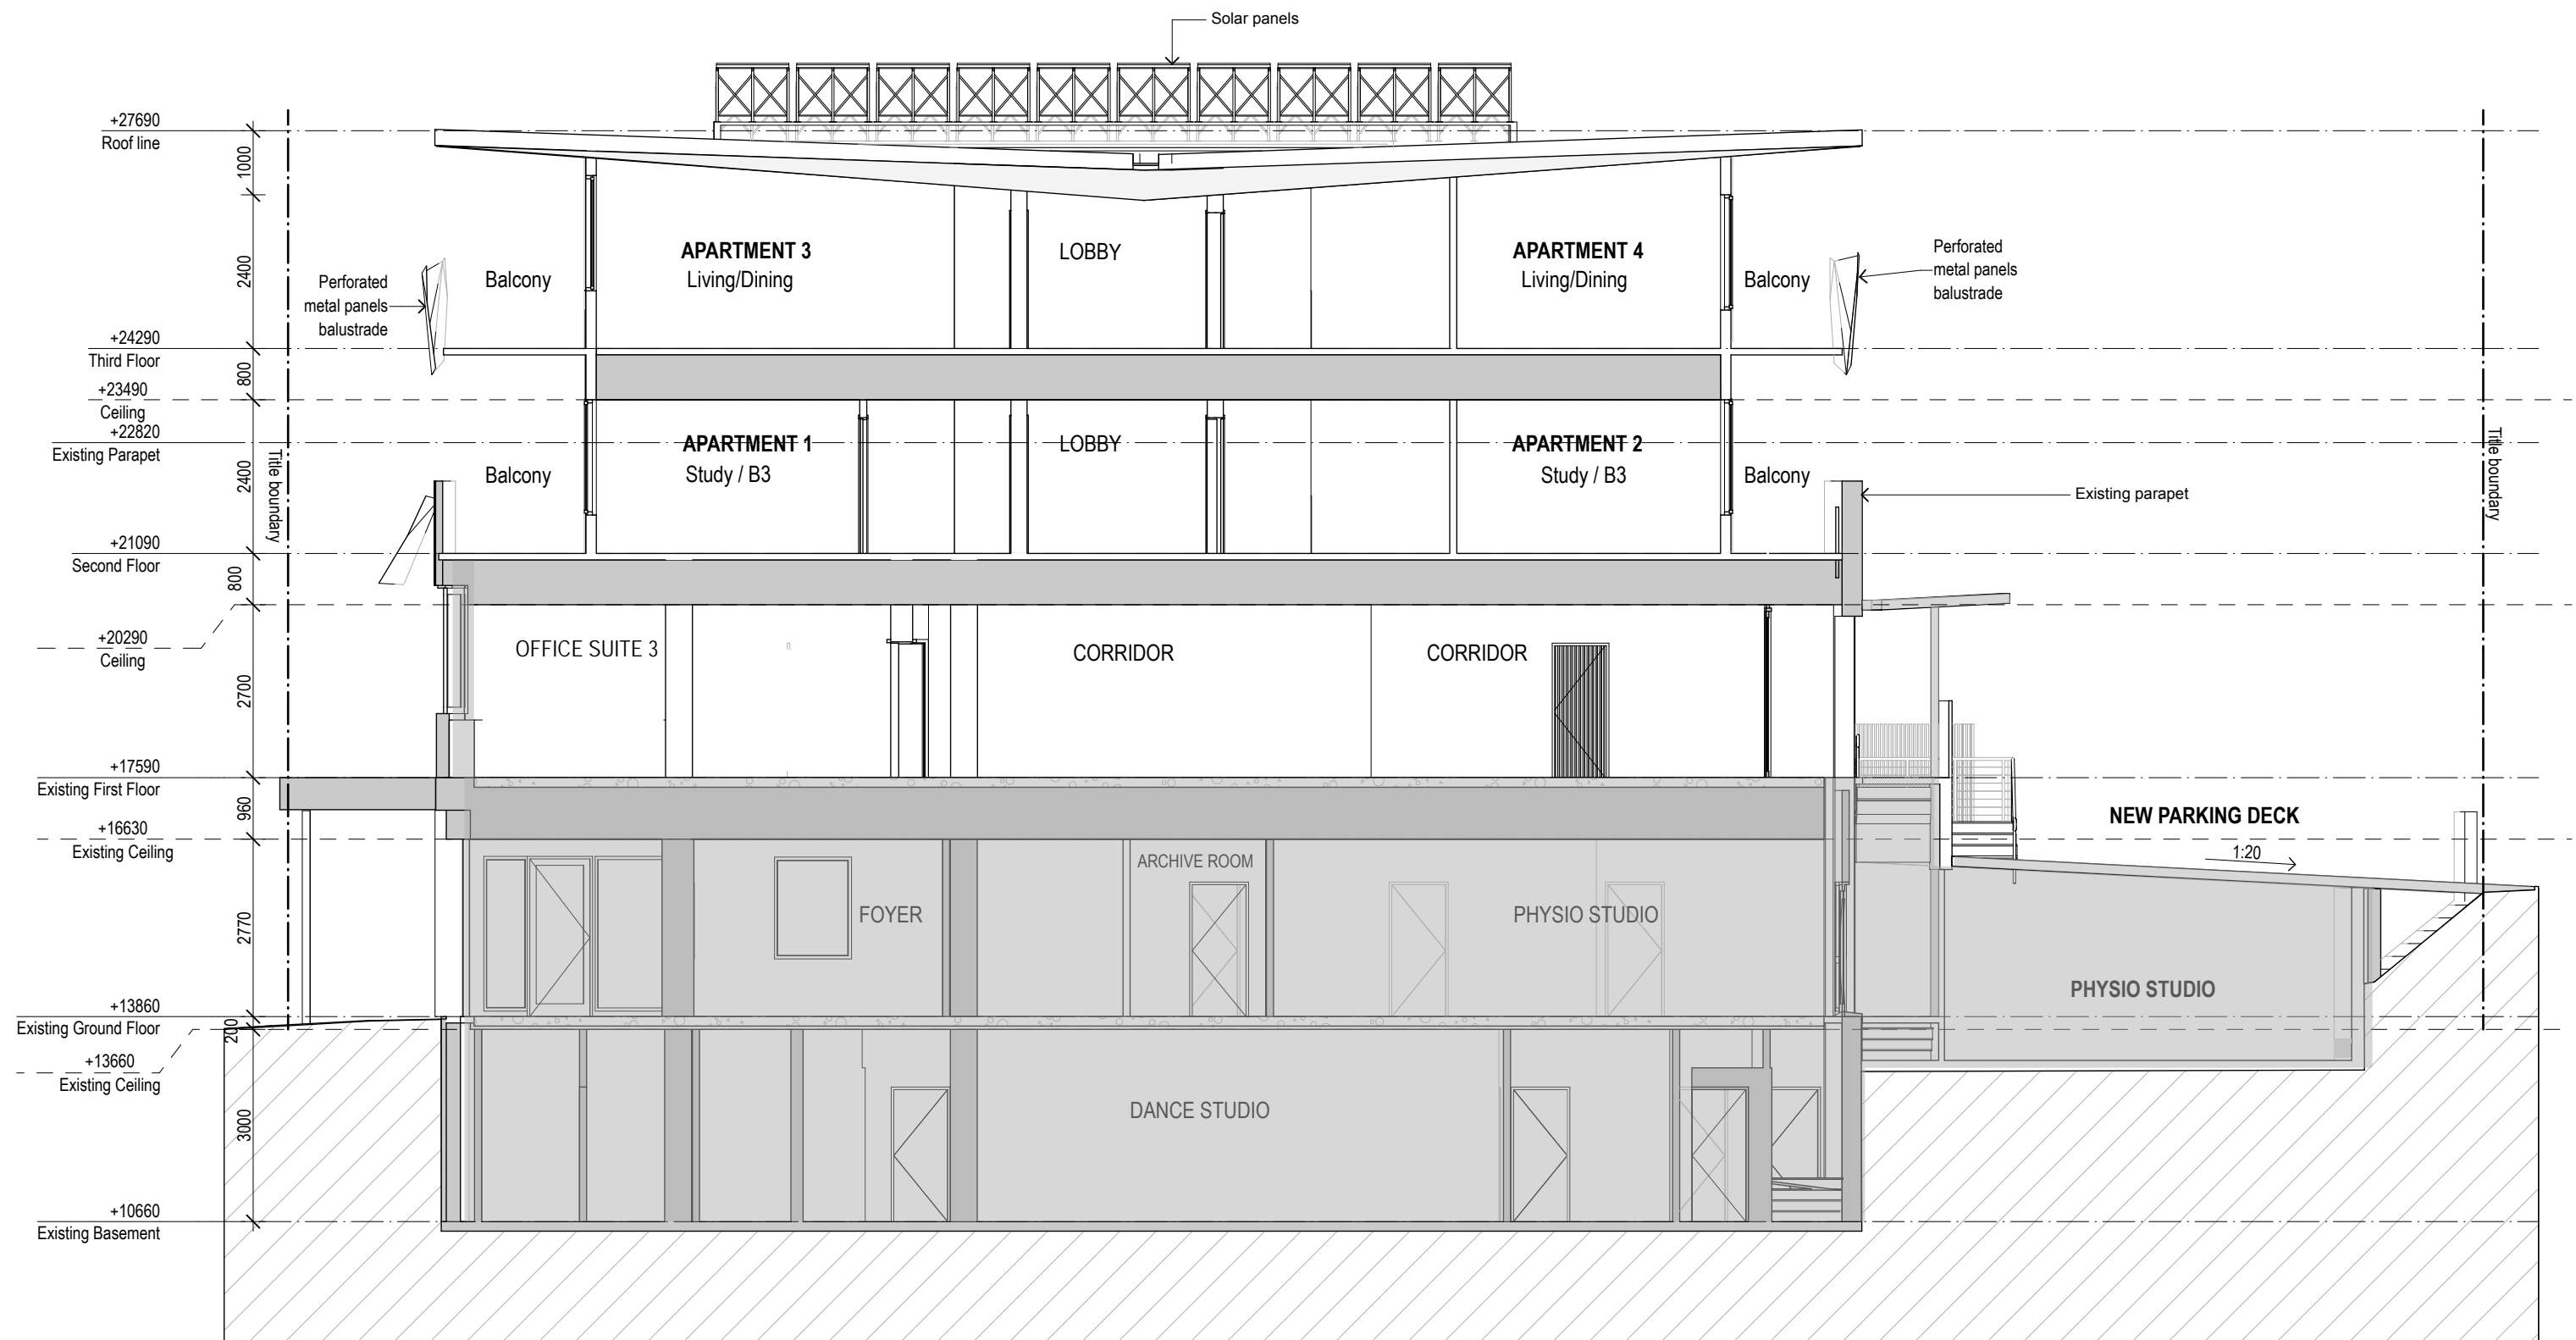 Solar panels
+27690
Roof line
1000
2400
APARTMENT 3
Living/Dining
LOBBY
APARTMENT 4
Living/Dining
Balcony
Balcony
Perforated
metal panels
balustrade
Perforated
metal panels
balustrade
+24290
Third Floor
800
+23490
Ceiling
+22820
Existing Parapet
2400
Title boundary
APARTMENT 1
Study / B3
LOBBY
APARTMENT 2
Study / B3
Balcony
Balcony
Title boundary
Existing parapet
+21090
Second Floor
800
+20290
Ceiling
2700
OFFICE SUITE 3
CORRIDOR
CORRIDOR
+17590
Existing First Floor
960
+16630
Existing Ceiling
NEW PARKING DECK
1:20
2770
FOYER
ARCHIVE ROOM
PHYSIO STUDIO
PHYSIO STUDIO
+13860
Existing Ground Floor
200
+13660
Existing Ceiling
3000
DANCE STUDIO
+10660
Existing Basement